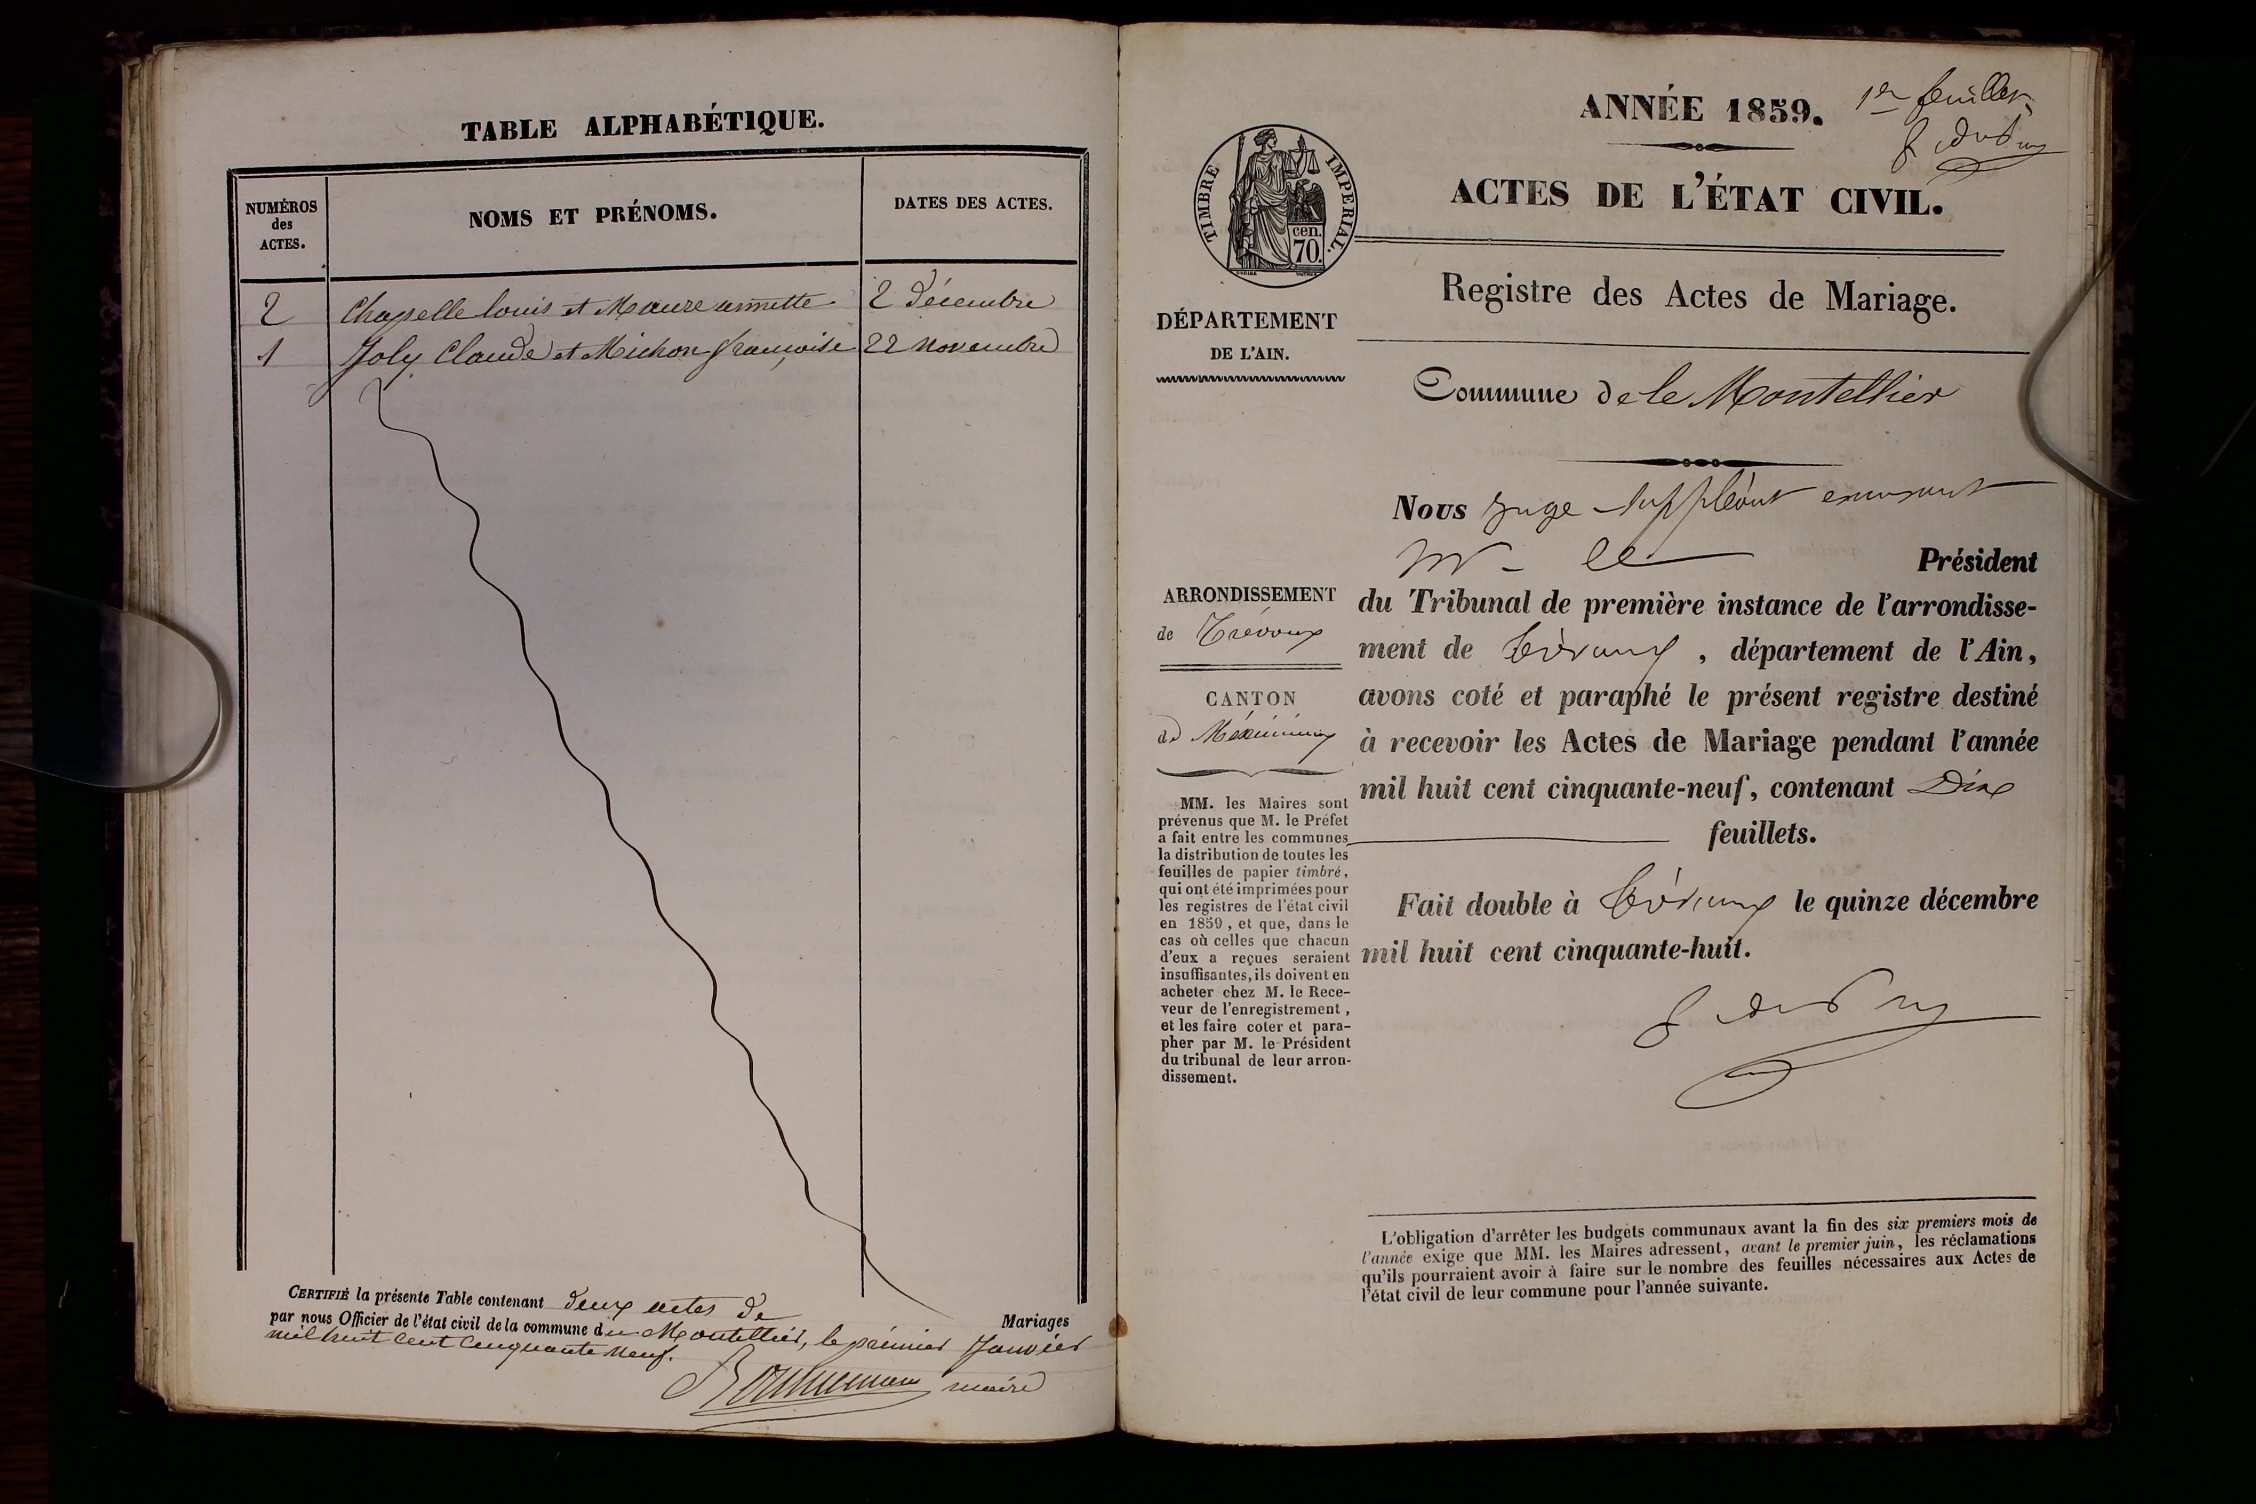 TABLE ALPHABÉTIQUE.
NUMÉROS
des
ACTES.
NOMS ET PRÉNOMS.
DATES DES ACTES.
2 Chapelle louis et Maure annette 2 Décembre
1 Joly Claude et Michon françoise 22 Novembre
CERTIFIÉ la présente Table contenant deux actes de Mariages
par nous Officier de l'état civil de la commune du Montellier, le prémier Janvier
mil huit cent cinquante neuf.
maire
ANNÉE 1859.
1er feuillet
ACTES DE L'ÉTAT CIVIL.
TIMBRE IMPERIAL.
cen.
70.
Registre des Actes de Mariage.
DÉPARTEMENT
DE L'AIN.
Commune de le Montellier
Nous juge suppléant
Mr le Président
du Tribunal de première instance de l'arrondisse-
ment de Trévoux, département de l'Ain,
avons coté et paraphé le présent registre destiné
à recevoir les Actes de Mariage pendant l'année
mil huit cent cinquante-neuf, contenant Dix
feuillets.
Fait double à Trévoux le quinze décembre
mil huit cent cinquante-huit.
ARRONDISSEMENT
de Trévoux
CANTON
de Méximieux
MM. les Maires sont
prévenus que M. le Préfet
a fait entre les communes
la distribution de toutes les
feuilles de papier timbré,
qui ont été imprimées pour
les registres de l'état civil
en 1859, et que, dans le
cas où celles que chacun
d'eux a reçues seraient
insuffisantes, ils doivent en
acheter chez M. le Rece-
veur de l'enregistrement,
et les faire coter et para-
pher par M. le Président
du tribunal de leur arron-
dissement.
L'obligation d'arrêter les budgets communaux avant la fin des six premiers mois de
l'année exige que MM. les Maires adressent, avant le premier juin, les réclamations
qu'ils pourraient avoir à faire sur le nombre des feuilles nécessaires aux Actes de
l'état civil de leur commune pour l'année suivante.